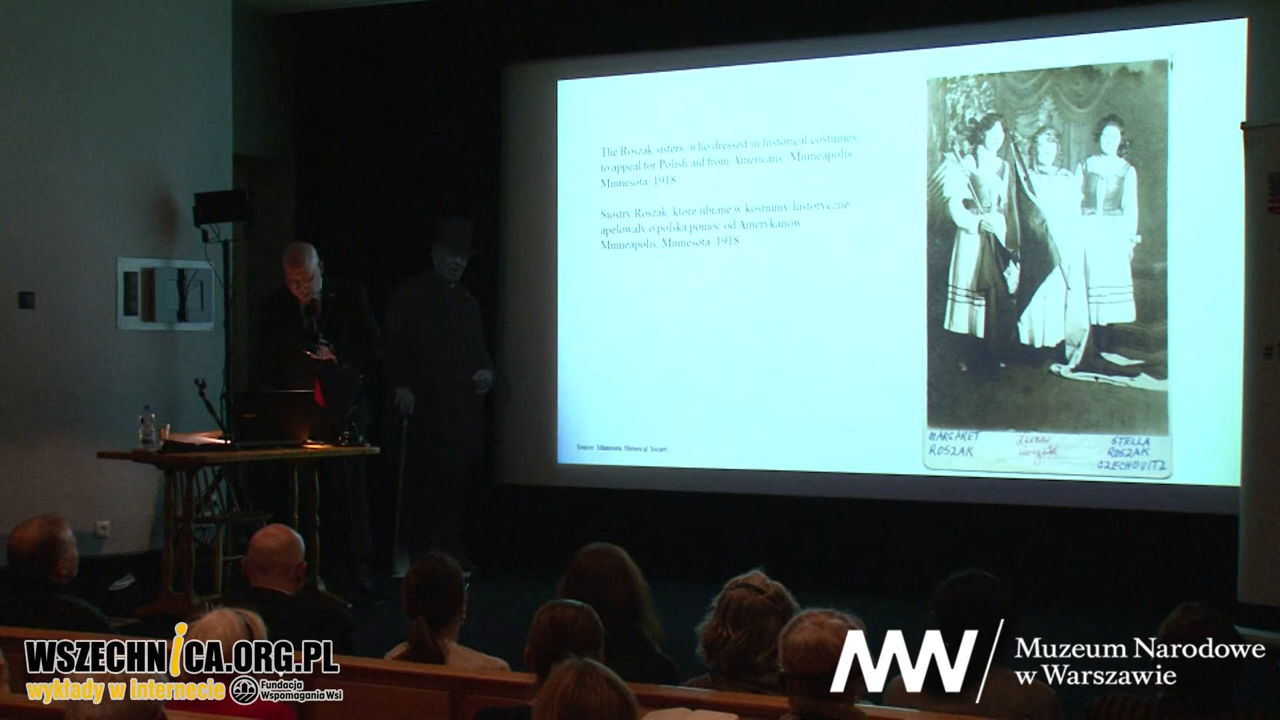 The Roszak sisters, who dressed in historical costumes
to appeal for Polish aid from Americans. Minneapolis
Minnesota, 1918
Siostry Roszak, które ubrane w kostiumy historyczne
apelowały o polską pomoc od Amerykanów
Minneapolis, Minnesota, 1918
Source: Minnesota Historical Society
MARGARET
ROSZAK
STELLA
ROSZAK
CZECHOVITZ
WSZECHNICA.ORG.PL
wykłady w internecie
Fundacja
Wspomagania Wsi
Muzeum Narodowe
w Warszawie